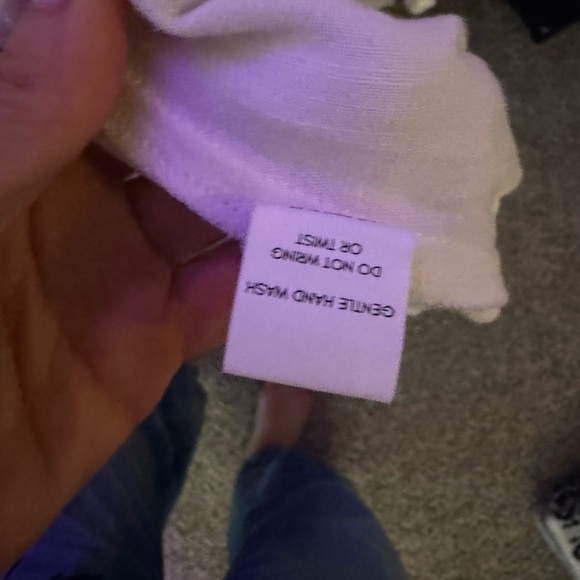 GENTLE HAND WASH
DO NOT WRING
OR TWIST